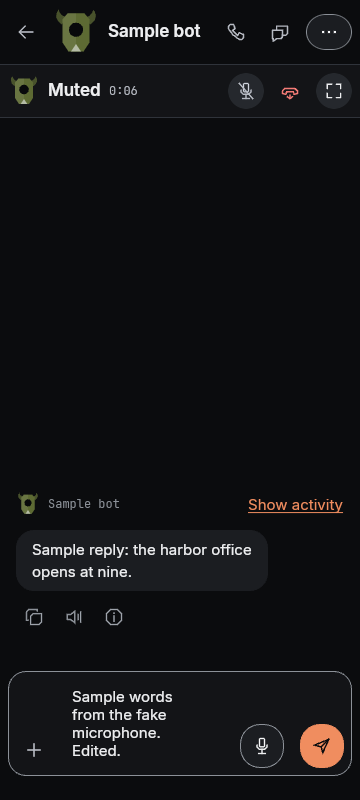 Sample bot
Muted 0:06
Sample bot Show activity
Sample reply: the harbor office
opens at nine.
Sample words
from the fake
microphone.
Edited.